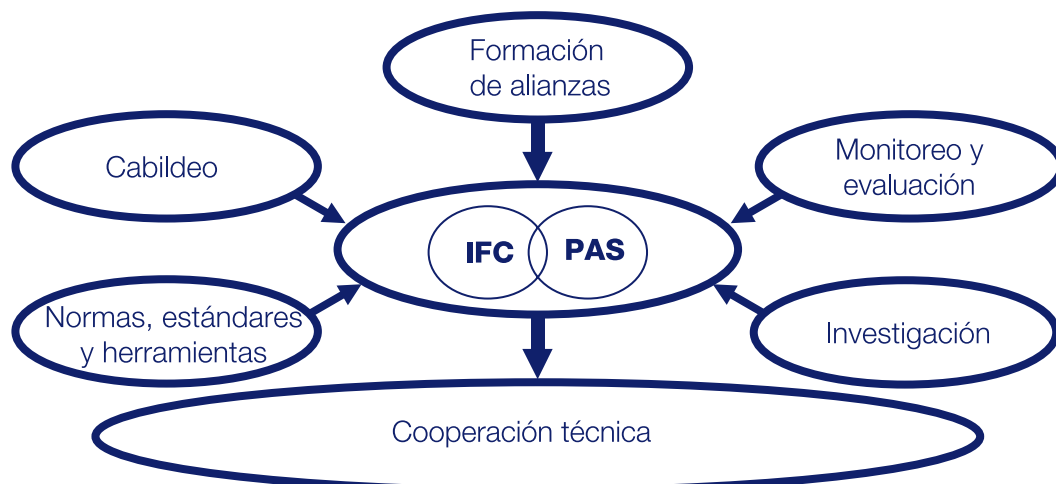 Formación
de alianzas
Cabildeo
Monitoreo y
evaluación
IFC PAS
Normas, estándares
y herramientas
Investigación
Cooperación técnica